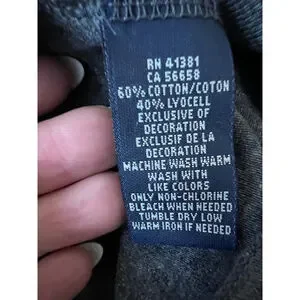 RN 41381
CA 56658
60% COTTON/COTON
40% LYOCELL
EXCLUSIVE OF
DECORATION
EXCLUSIF DE LA
DECORATION
MACHINE WASH WARM
WASH WITH
LIKE COLORS
ONLY NON-CHLORINE
BLEACH WHEN NEEDED
TUMBLE DRY LOW
WARM IRON IF NEEDED